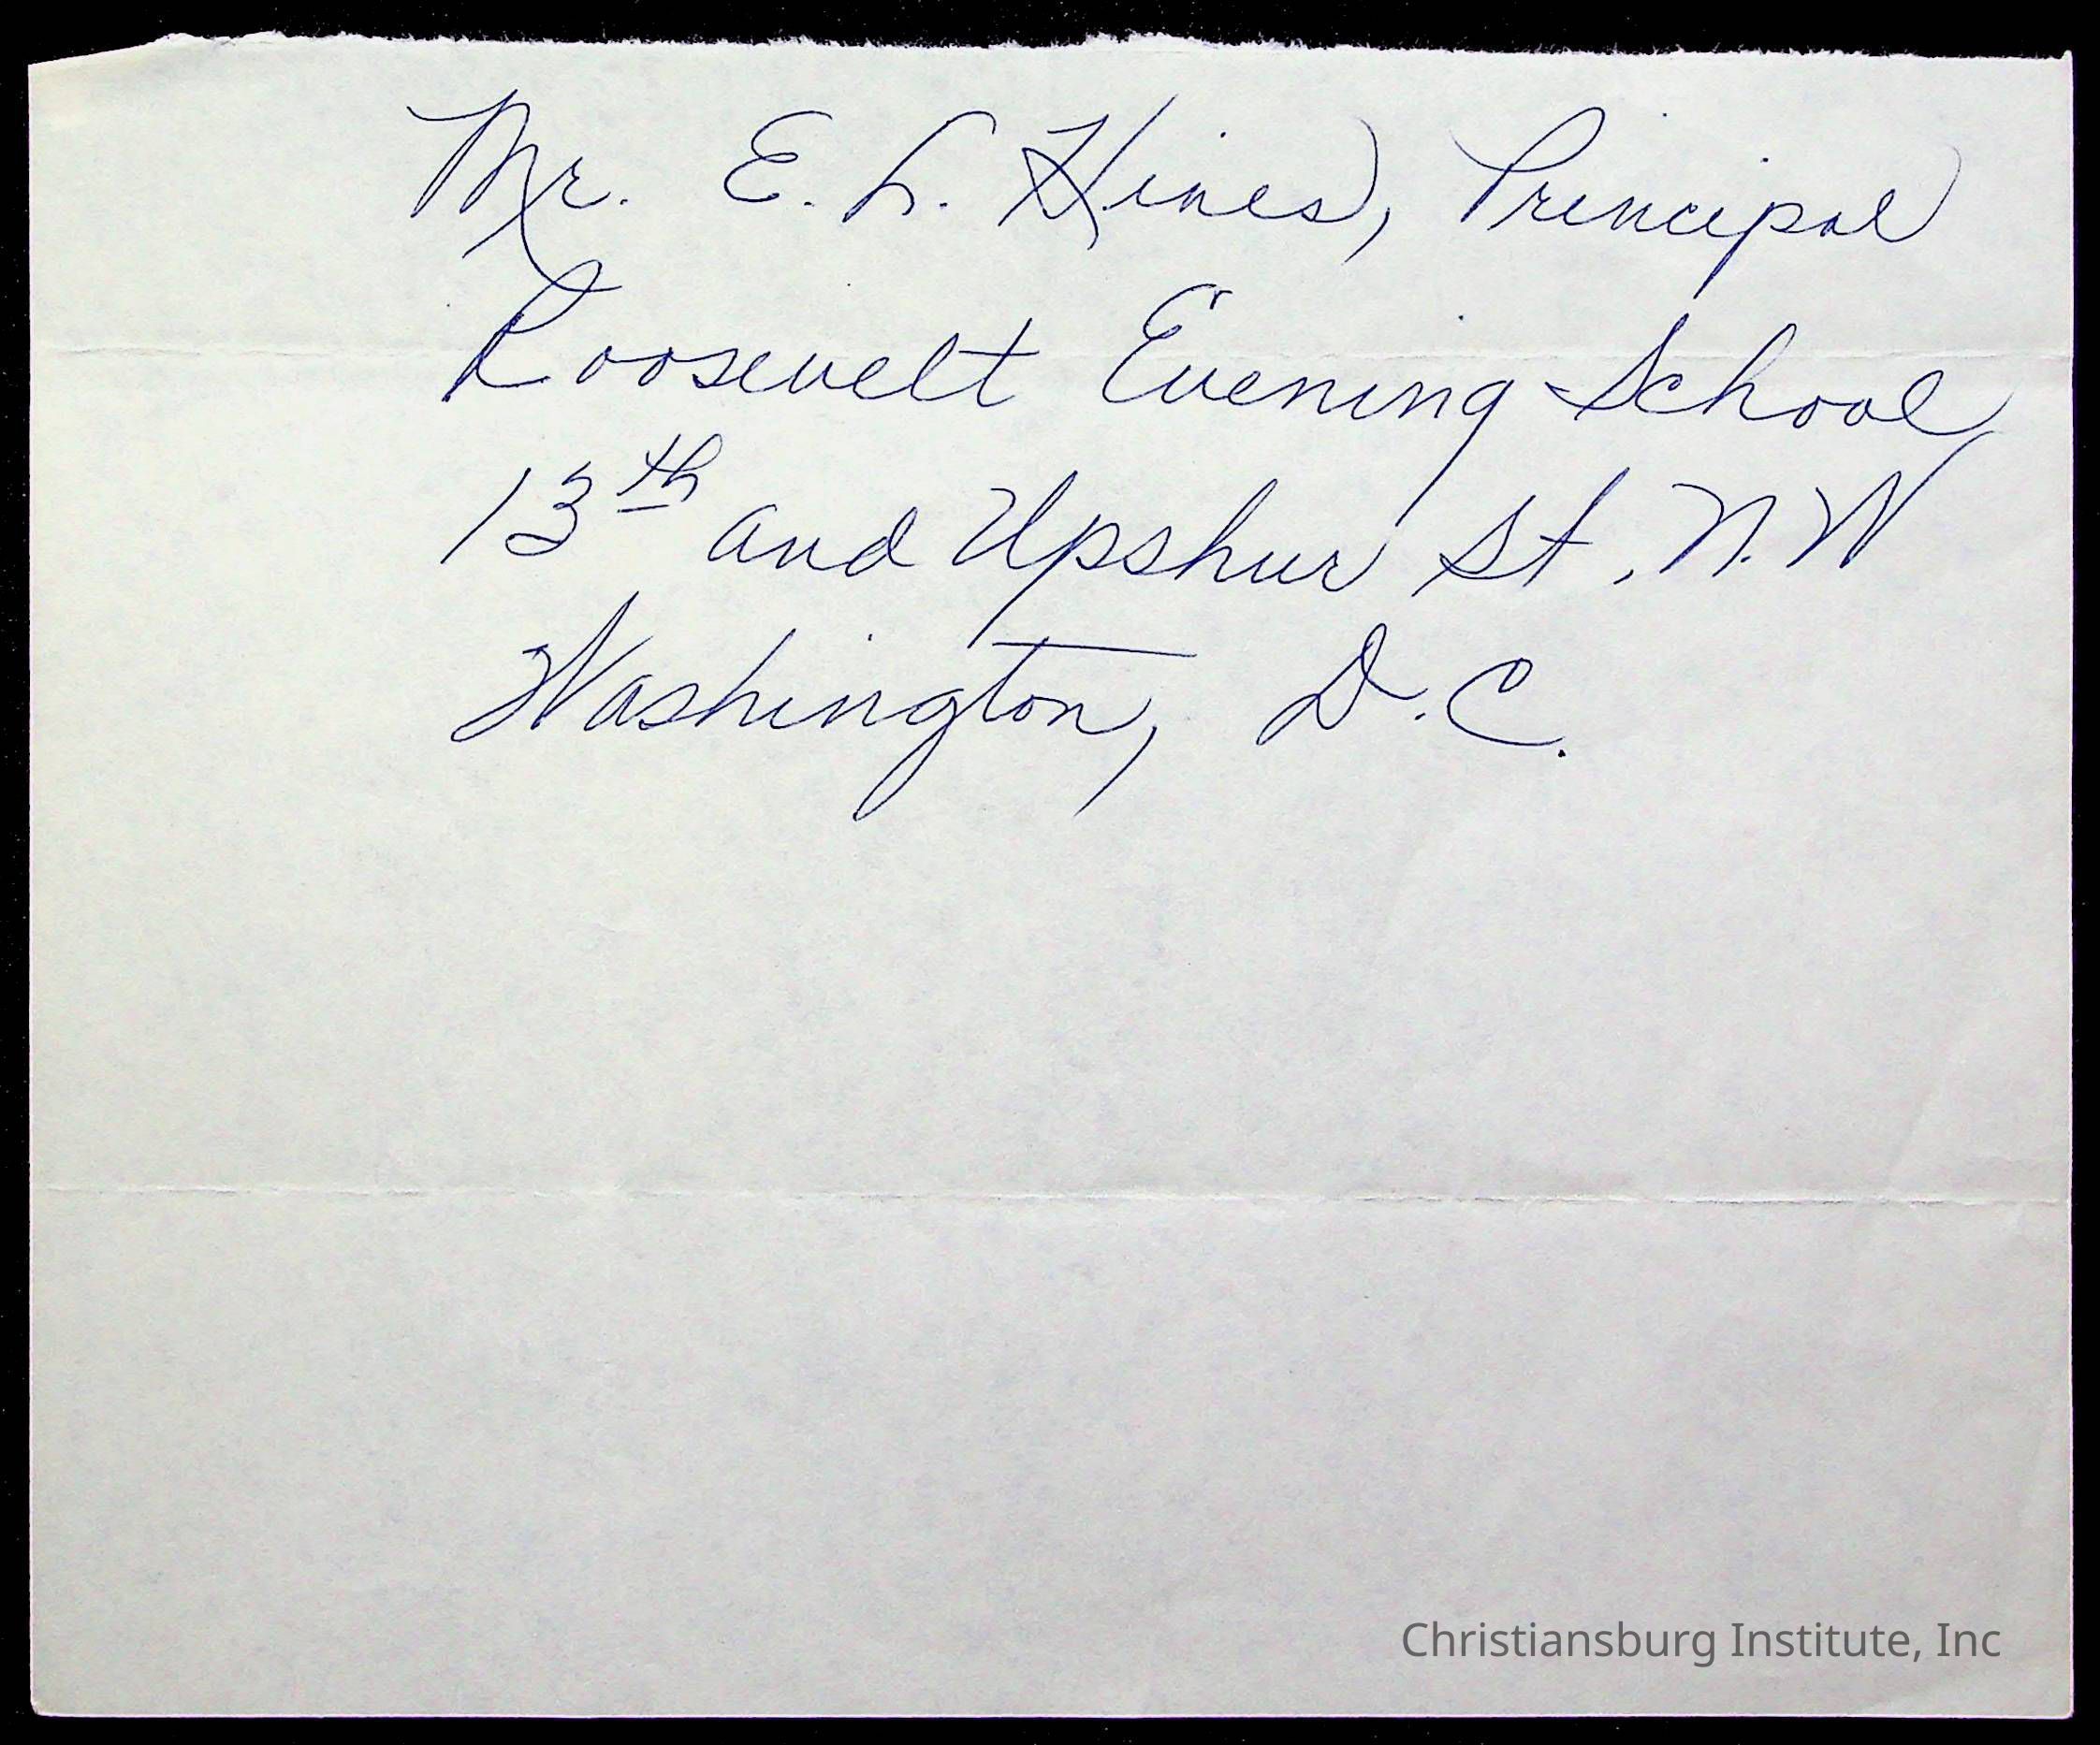 Mr. E. L. Hines, Principal
Roosevelt Evening School
13th and Upshur St., N.W
Washington, D.C.
Christiansburg Institute, Inc